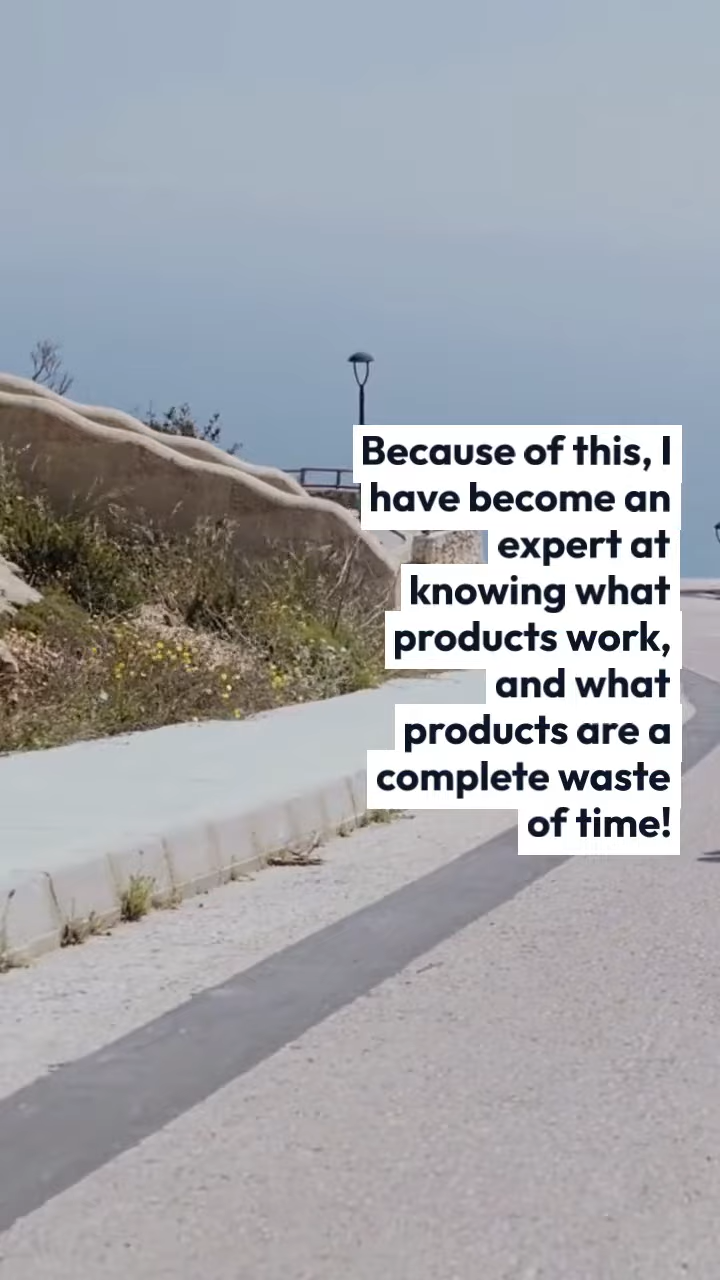 Because of this, I
have become an
expert at
knowing what
products work,
and what
products are a
complete waste
of time!